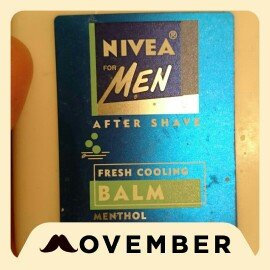 NIVEA®
FOR
MEN
AFTER SHAVE
FRESH COOLING
BALM
MENTHOL
MOVEMBER